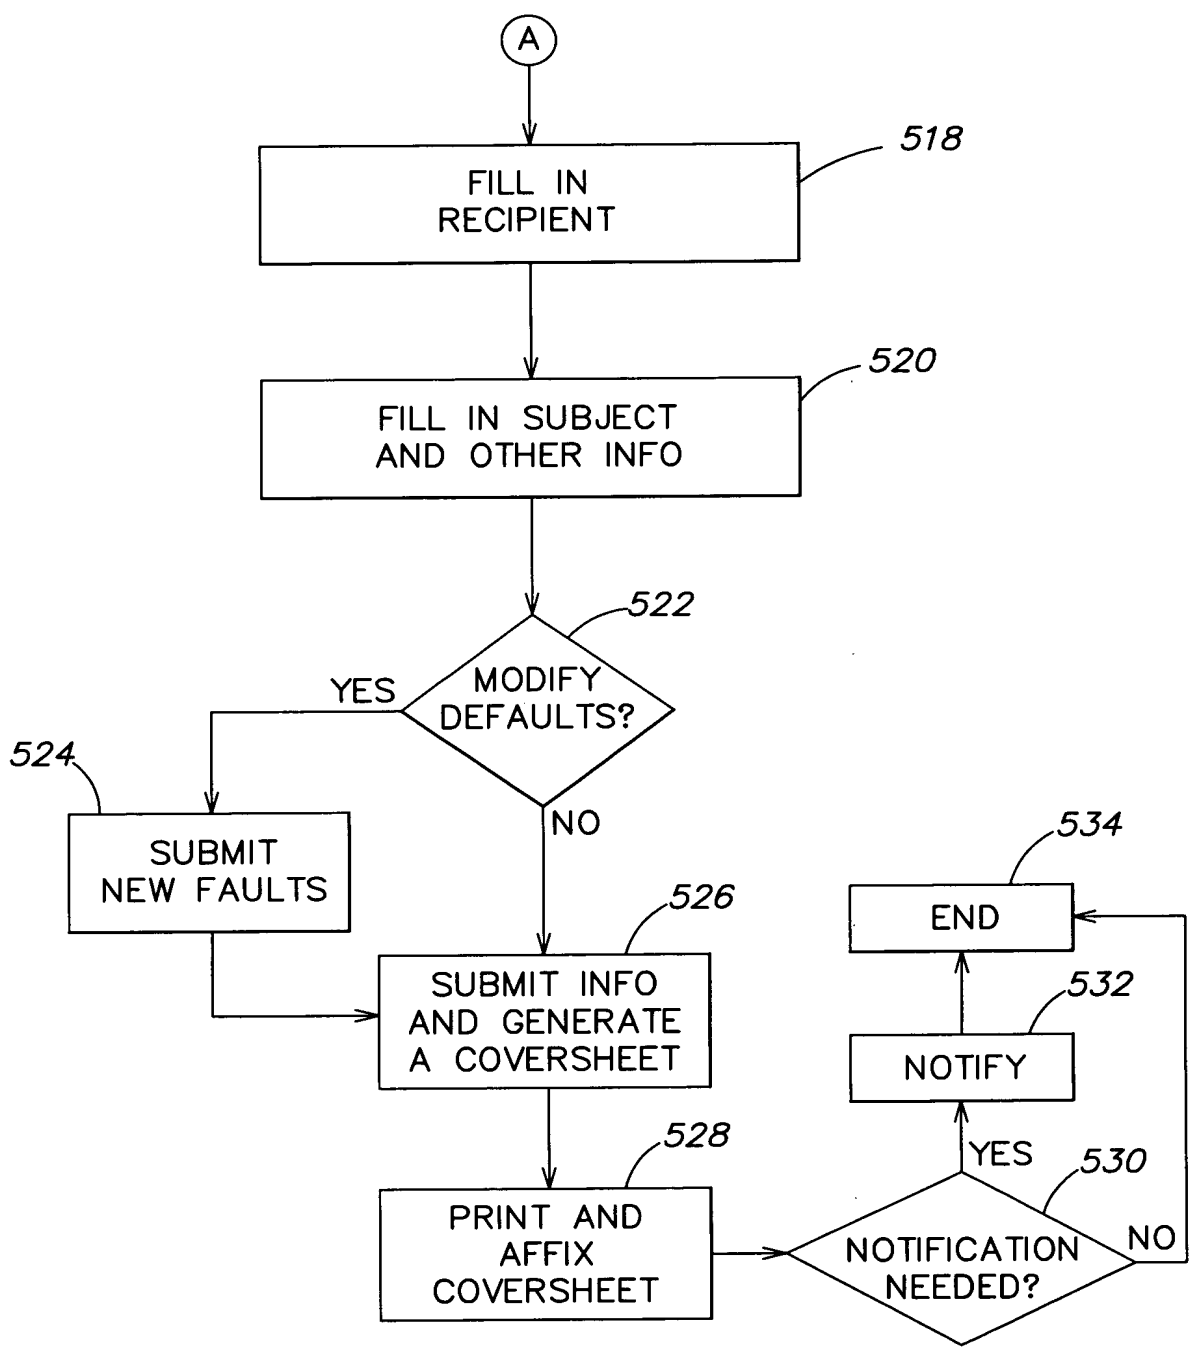 A
518
FILL IN
RECIPIENT
520
FILL IN SUBJECT
AND OTHER INFO
522
MODIFY
DEFAULTS?
YES
NO
524
SUBMIT
NEW FAULTS
526
SUBMIT INFO
AND GENERATE
A COVERSHEET
528
PRINT AND
AFFIX
COVERSHEET
530
NOTIFICATION
NEEDED?
YES
NO
532
NOTIFY
534
END